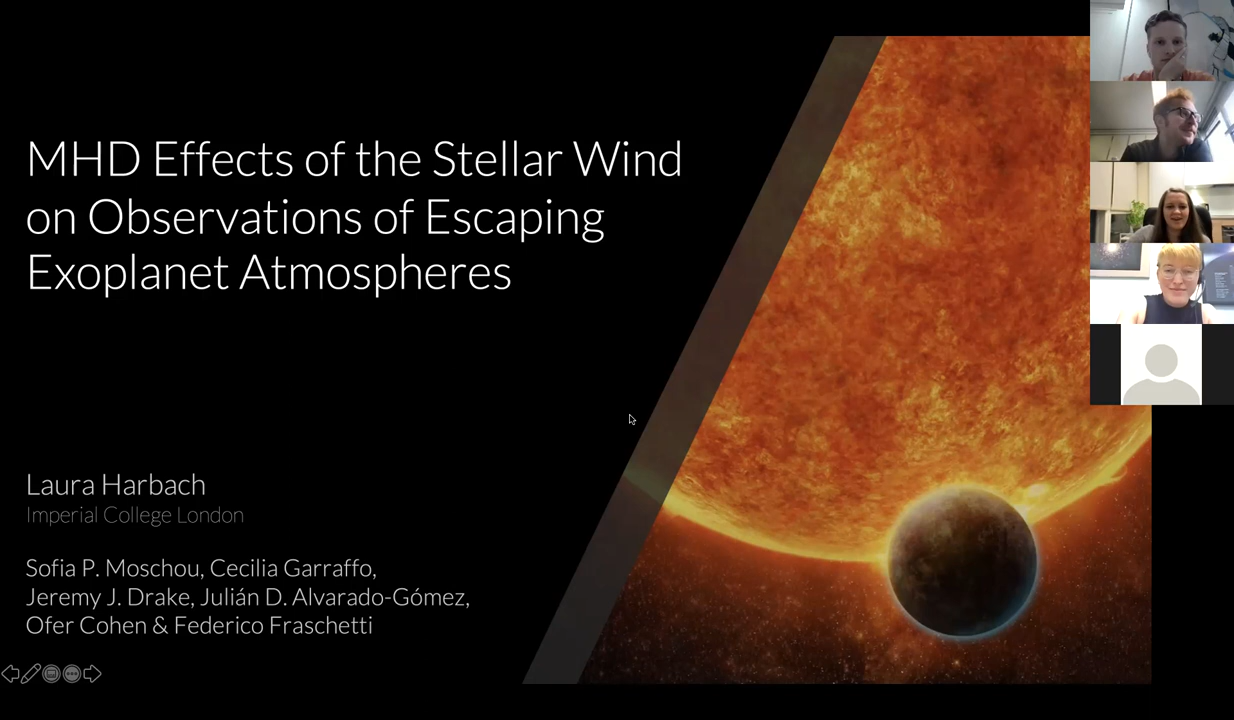 MHD Effects of the Stellar Wind
on Observations of Escaping
Exoplanet Atmospheres
Laura Harbach
Imperial College London
Sofia P. Moschou, Cecilia Garraffo,
Jeremy J. Drake, Julián D. Alvarado-Gómez,
Ofer Cohen & Federico Fraschetti